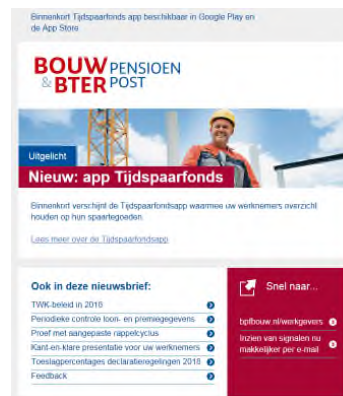 Binnenkort Tijdspaarfonds app beschikbaar in Google Play en
de App Store
BOUW PENSIOEN
& BTER POST
Uitgelicht
Nieuw: app Tijdspaarfonds
Binnenkort verschijnt de Tijdspaarfondsapp waarmee uw werknemers overzicht
houden op hun spaartegoeden.
Lees meer over de Tijdspaarfondsapp
Ook in deze nieuwsbrief:
TWK-beleid in 2018
Periodieke controle loon- en premiegegevens
Proef met aangepaste rappelcyclus
Kant-en-klare presentatie voor uw werknemers
Toeslagpercentages declaratieregelingen 2018
Feedback
Snel naar...
bpfbouw.nl/werkgevers
Inzien van signalen nu
makkelijker per e-mail